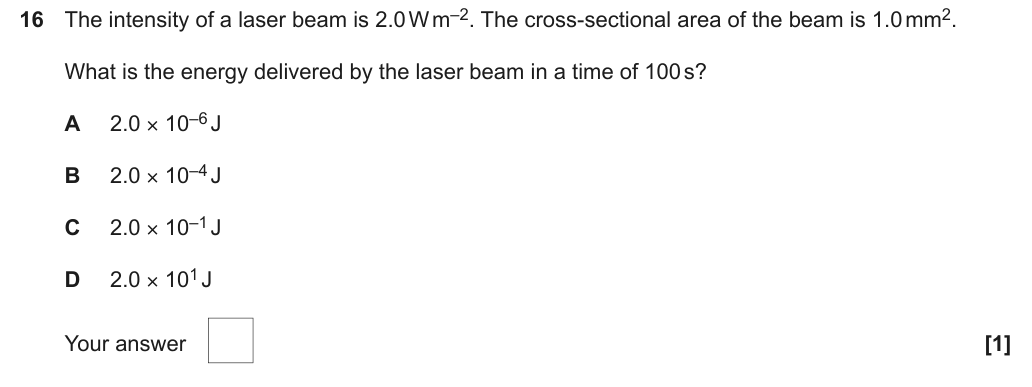 16 The intensity of a laser beam is 2.0 W m⁻². The cross-sectional area of the beam is 1.0 mm².
What is the energy delivered by the laser beam in a time of 100 s?
A 2.0 × 10⁻⁶ J
B 2.0 × 10⁻⁴ J
C 2.0 × 10⁻¹ J
D 2.0 × 10¹ J
Your answer [1]